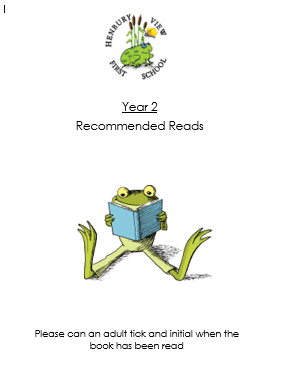 HENBURY VIEW
FIRST SCHOOL
Year 2
Recommended Reads
Please can an adult tick and initial when the
book has been read